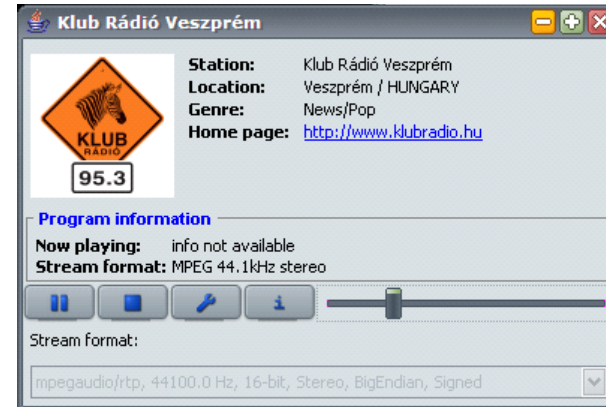 Klub Rádió Veszprém
KLUB
RÁDIÓ
95.3
Station: Klub Rádió Veszprém
Location: Veszprém / HUNGARY
Genre: News/Pop
Home page: http://www.klubradio.hu
Program information
Now playing: info not available
Stream format: MPEG 44.1kHz stereo
Stream format:
mpegaudio/rtp, 44100.0 Hz, 16-bit, Stereo, BigEndian, Signed